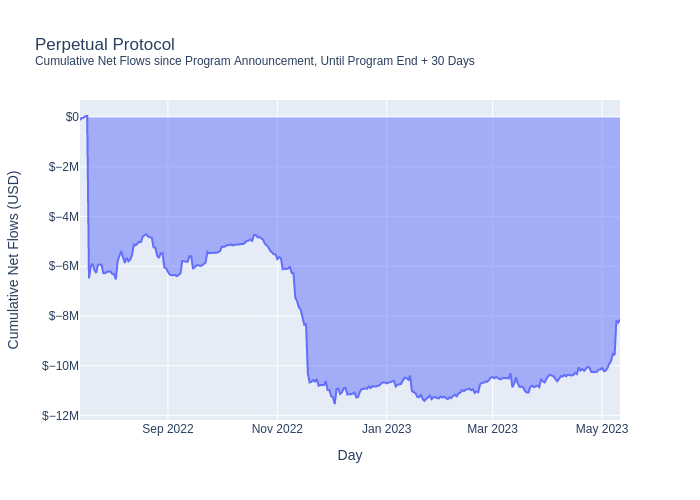 Perpetual Protocol
Cumulative Net Flows since Program Announcement, Until Program End + 30 Days
Cumulative Net Flows (USD)
$0
$−2M
$−4M
$−6M
$−8M
$−10M
$−12M
Sep 2022
Nov 2022
Jan 2023
Mar 2023
May 2023
Day